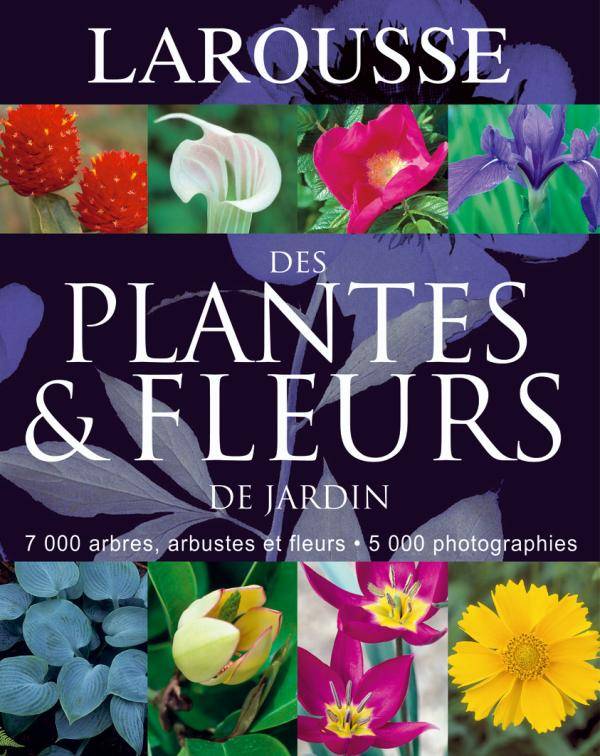 LAROUSSE
DES
PLANTES
& FLEURS
DE JARDIN
7 000 arbres, arbustes et fleurs • 5 000 photographies